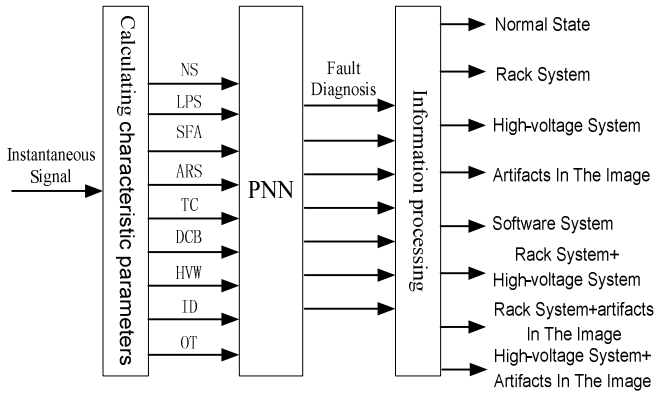 Instantaneous
Signal
Calculating characteristic parameters
NS
LPS
SFA
ARS
TC
DCB
HVW
ID
OT
PNN
Fault
Diagnosis
Information processing
Normal State
Rack System
High-voltage System
Artifacts In The Image
Software System
Rack System+
High-voltage System
Rack System+artifacts
In The Image
High-voltage System+
Artifacts In The Image